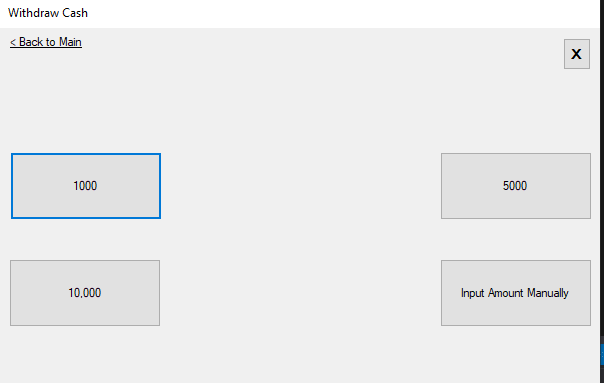 Withdraw Cash
< Back to Main
X
1000
5000
10,000
Input Amount Manually